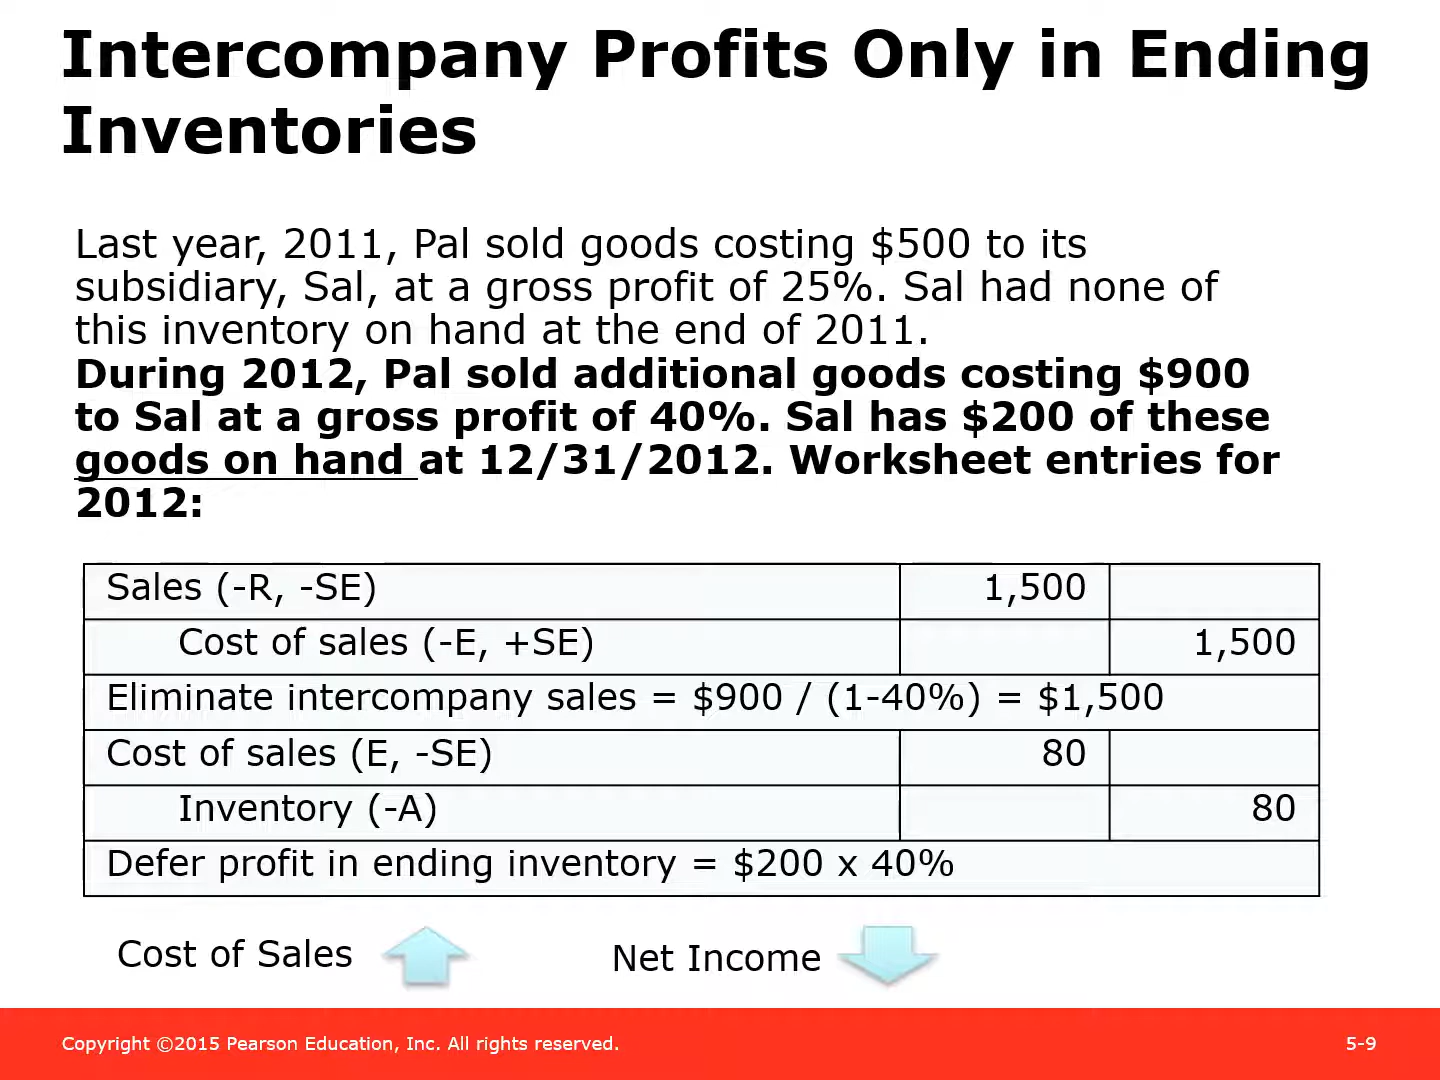 Intercompany Profits Only in Ending
Inventories
Last year, 2011, Pal sold goods costing $500 to its
subsidiary, Sal, at a gross profit of 25%. Sal had none of
this inventory on hand at the end of 2011.
During 2012, Pal sold additional goods costing $900
to Sal at a gross profit of 40%. Sal has $200 of these
goods on hand at 12/31/2012. Worksheet entries for
2012:
Sales (-R, -SE) 1,500
Cost of sales (-E, +SE) 1,500
Eliminate intercompany sales = $900 / (1-40%) = $1,500
Cost of sales (E, -SE) 80
Inventory (-A) 80
Defer profit in ending inventory = $200 x 40%
Cost of Sales Net Income
Copyright ©2015 Pearson Education, Inc. All rights reserved. 5-9